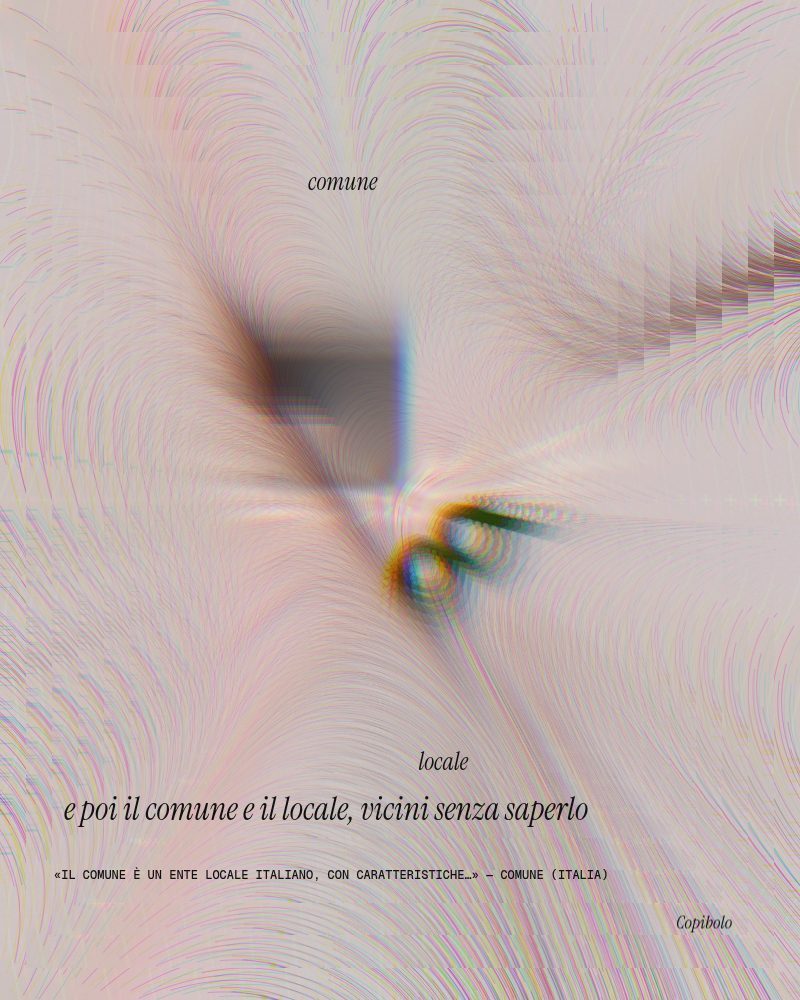 comune
locale
e poi il comune e il locale, vicini senza saperlo
«IL COMUNE È UN ENTE LOCALE ITALIANO, CON CARATTERISTICHE…» — COMUNE (ITALIA)
Copibolo